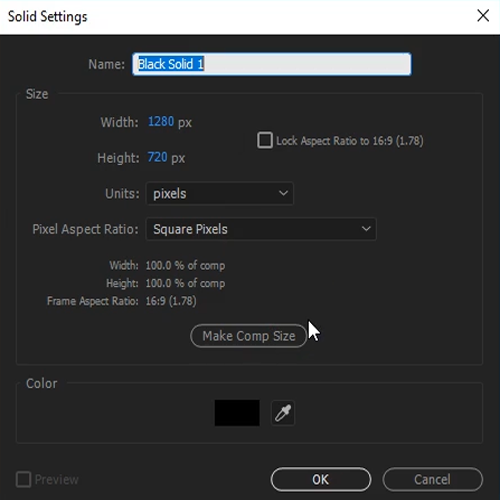 Solid Settings
Name: Black Solid 1
Size
Width: 1280 px
Lock Aspect Ratio to 16:9 (1.78)
Height: 720 px
Units: pixels
Pixel Aspect Ratio: Square Pixels
Width: 100.0 % of comp
Height: 100.0 % of comp
Frame Aspect Ratio: 16:9 (1.78)
Make Comp Size
Color
Preview
OK
Cancel